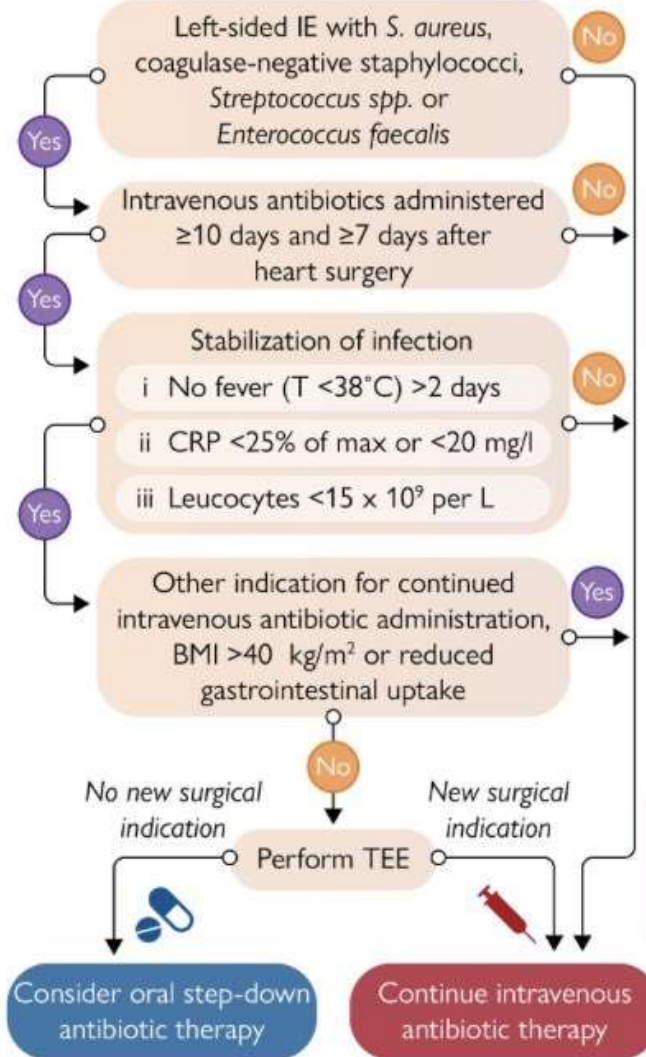 Left-sided IE with S. aureus,
coagulase-negative staphylococci,
Streptococcus spp. or
Enterococcus faecalis
No
Yes
Intravenous antibiotics administered
≥10 days and ≥7 days after
heart surgery
No
Yes
Stabilization of infection
i No fever (T <38°C) >2 days
ii CRP <25% of max or <20 mg/l
iii Leucocytes <15 x 10⁹ per L
No
Yes
Other indication for continued
intravenous antibiotic administration,
BMI >40 kg/m² or reduced
gastrointestinal uptake
Yes
No
No new surgical
indication
New surgical
indication
Perform TEE
Consider oral step-down
antibiotic therapy
Continue intravenous
antibiotic therapy